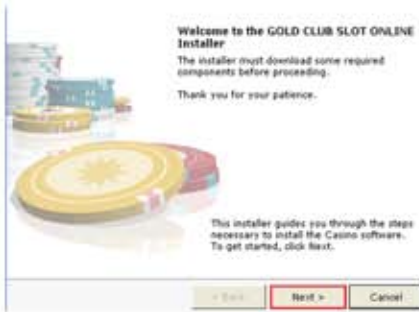 Welcome to the GOLD CLUB SLOT ONLINE
Installer
The installer must download some required
components before proceeding.
Thank you for your patience.
This installer guides you through the steps
necessary to install the Casino software.
To get started, click Next.
< Back
Next >
Cancel